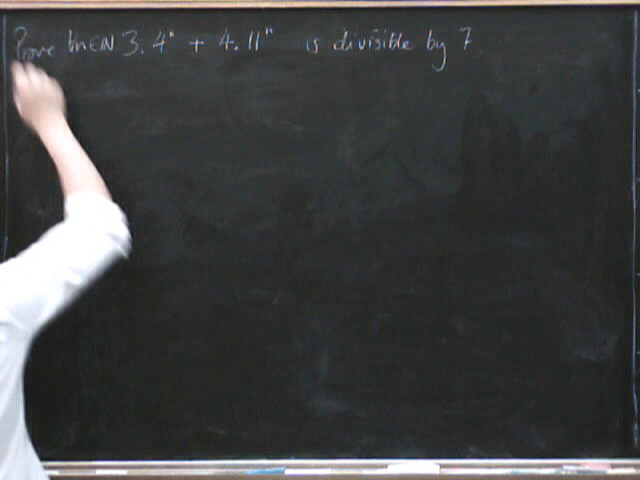 Prove ∀n∈ℕ 3.4ⁿ + 4.11ⁿ is divisible by 7.